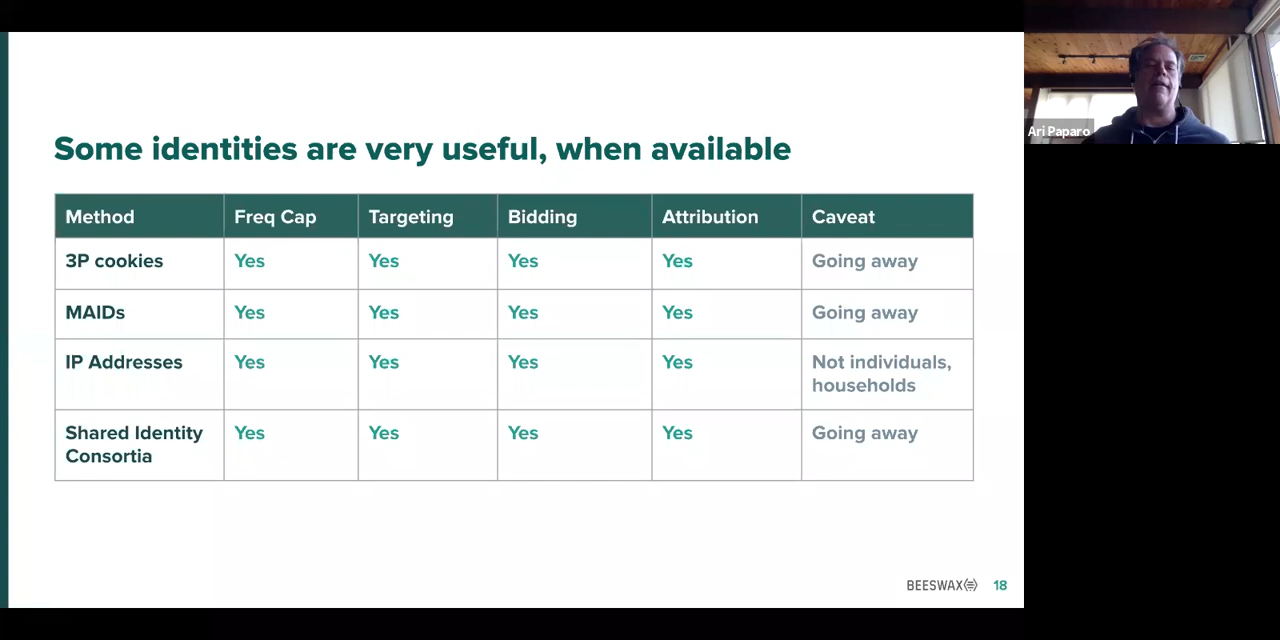 Some identities are very useful, when available
Method Freq Cap Targeting Bidding Attribution Caveat
3P cookies Yes Yes Yes Yes Going away
MAIDs Yes Yes Yes Yes Going away
IP Addresses Yes Yes Yes Yes Not individuals,
households
Shared Identity Yes Yes Yes Yes Going away
Consortia
BEESWAX 18
Ari Paparo